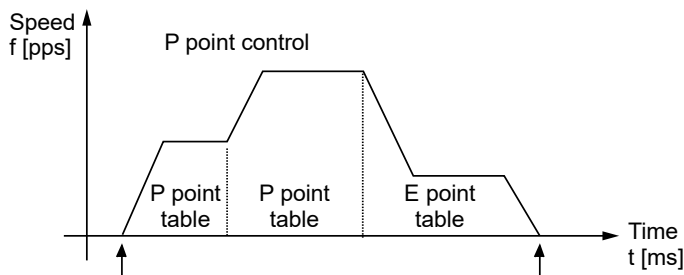 Speed
f [pps]
P point control
P point
table
P point
table
E point
table
Time
t [ms]